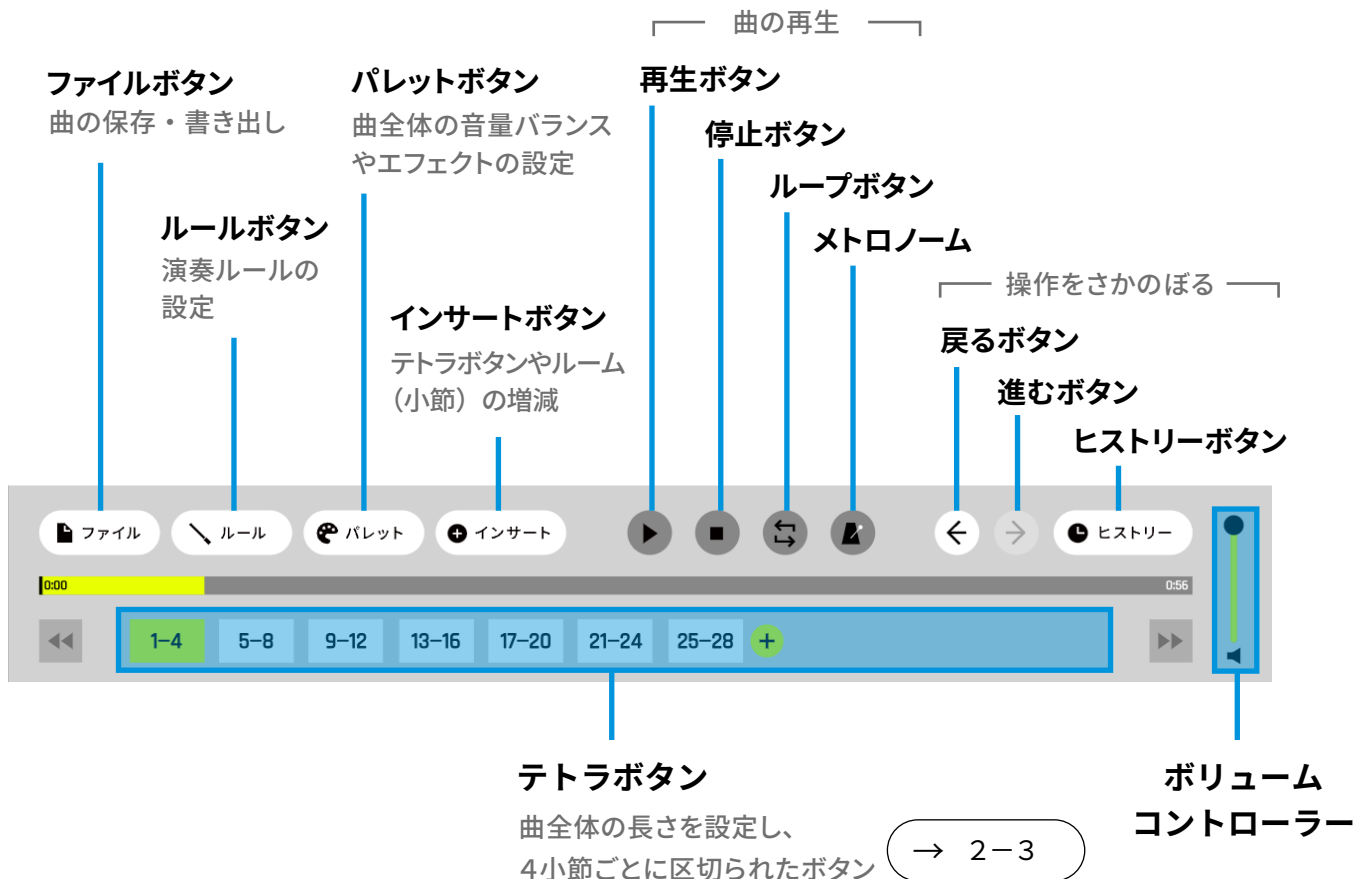 曲の再生
ファイルボタン
曲の保存・書き出し
パレットボタン
曲全体の音量バランス
やエフェクトの設定
再生ボタン
停止ボタン
ループボタン
メトロノーム
ルールボタン
演奏ルールの
設定
インサートボタン
テトラボタンやルーム
（小節）の増減
操作をさかのぼる
戻るボタン
進むボタン
ヒストリーボタン
ファイル ルール パレット インサート ヒストリー
0:00 0:56
1–4 5–8 9–12 13–16 17–20 21–24 25–28 +
テトラボタン
曲全体の長さを設定し、
４小節ごとに区切られたボタン
→ ２−３
ボリューム
コントローラー